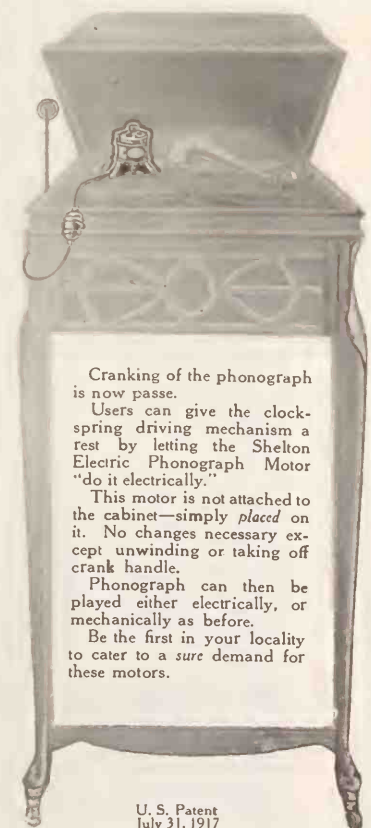 Cranking of the phonograph
is now passe.
Users can give the clock-
spring driving mechanism a
rest by letting the Shelton
Electric Phonograph Motor
"do it electrically."
This motor is not attached to
the cabinet—simply placed on
it. No changes necessary ex-
cept unwinding or taking off
crank handle.
Phonograph can then be
played either electrically, or
mechanically as before.
Be the first in your locality
to cater to a sure demand for
these motors.
U. S. Patent
July 31, 1917